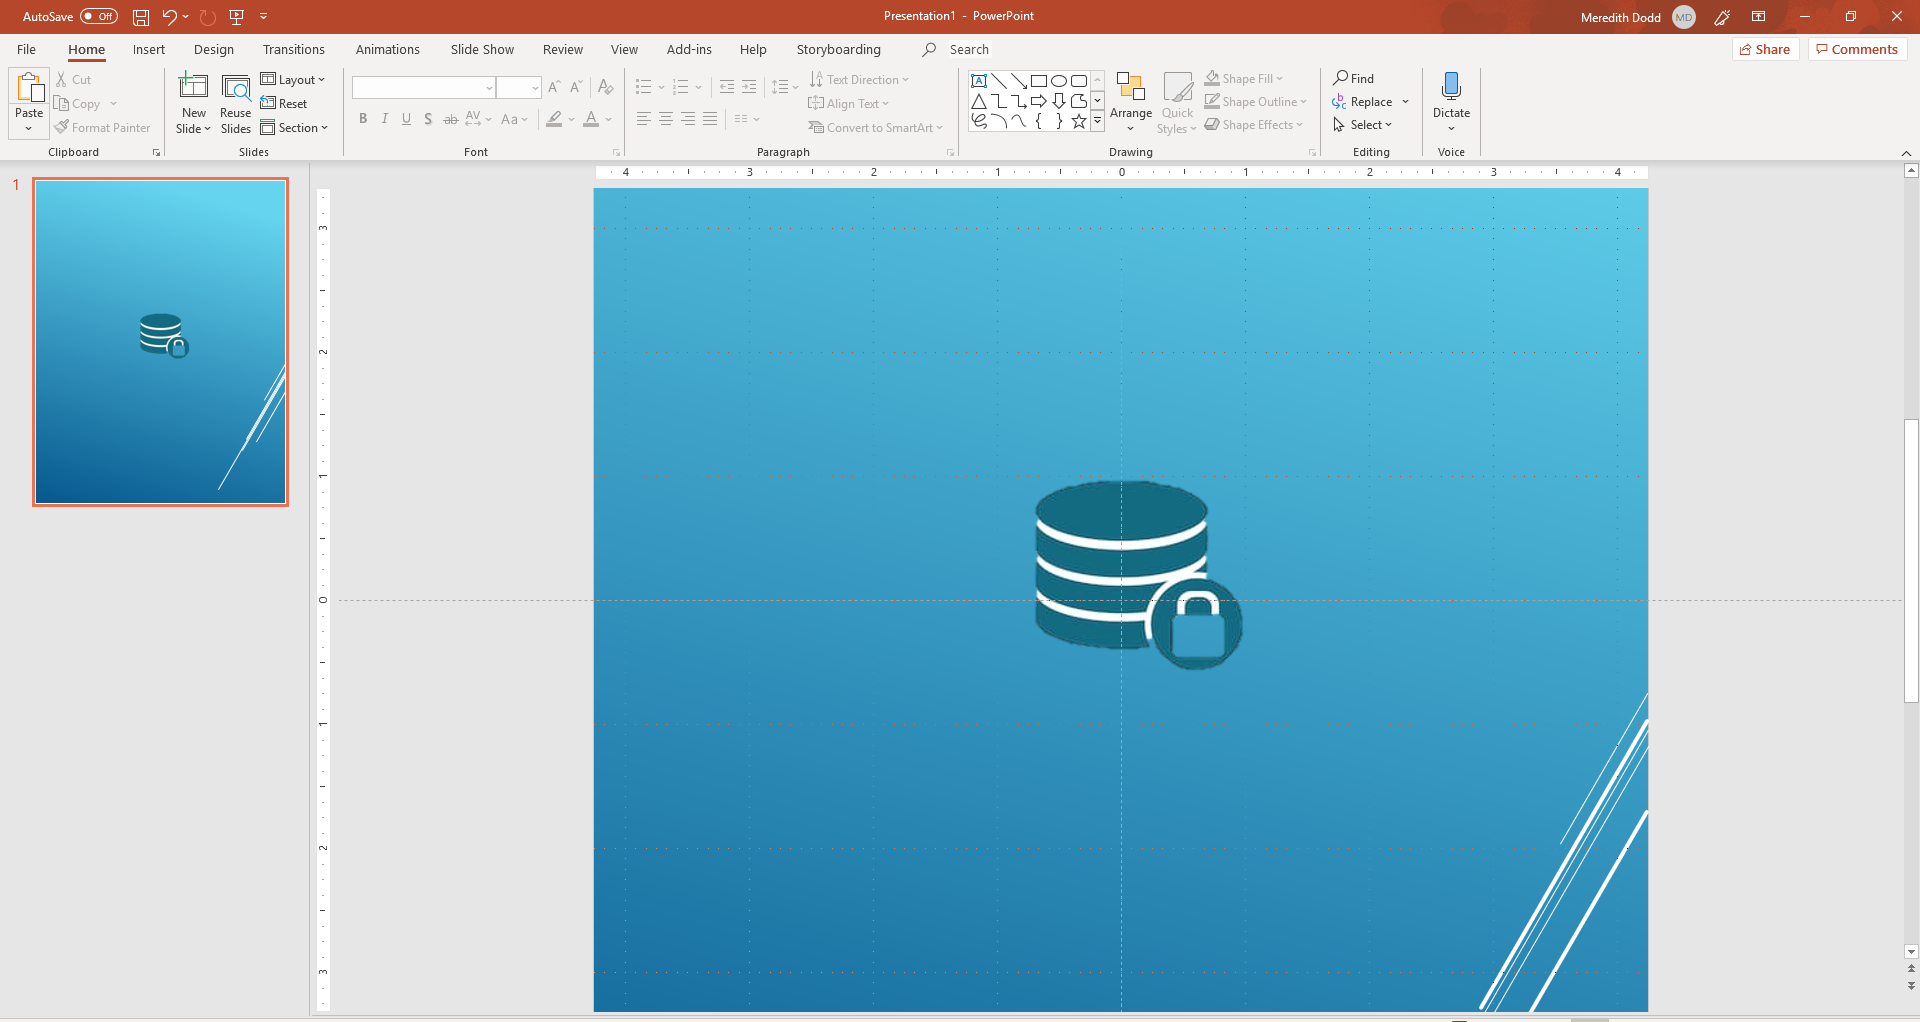 AutoSave Off
Presentation1 - PowerPoint
Meredith Dodd MD
File Home Insert Design Transitions Animations Slide Show Review View Add-ins Help Storyboarding Search
Share Comments
Paste
Cut
Copy
Format Painter
Clipboard
New Slide
Reuse Slides
Layout
Reset
Section
Slides
B I U S ab AV Aa A
Font
Text Direction
Align Text
Convert to SmartArt
Paragraph
Arrange
Quick Styles
Shape Fill
Shape Outline
Shape Effects
Drawing
Find
Replace
Select
Editing
Dictate
Voice
1
4 3 2 1 0 1 2 3 4
3
2
1
0
1
2
3